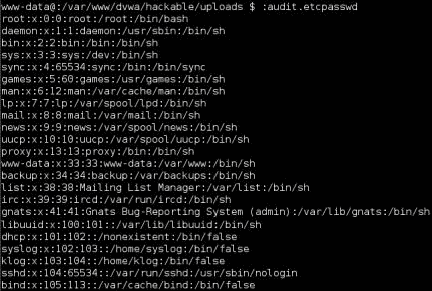 www-data@:/var/www/dvwa/hackable/uploads $ :audit.etcpasswd
root:x:0:0:root:/root:/bin/bash
daemon:x:1:1:daemon:/usr/sbin:/bin/sh
bin:x:2:2:bin:/bin:/bin/sh
sys:x:3:3:sys:/dev:/bin/sh
sync:x:4:65534:sync:/bin:/bin/sync
games:x:5:60:games:/usr/games:/bin/sh
man:x:6:12:man:/var/cache/man:/bin/sh
lp:x:7:7:lp:/var/spool/lpd:/bin/sh
mail:x:8:8:mail:/var/mail:/bin/sh
news:x:9:9:news:/var/spool/news:/bin/sh
uucp:x:10:10:uucp:/var/spool/uucp:/bin/sh
proxy:x:13:13:proxy:/bin:/bin/sh
www-data:x:33:33:www-data:/var/www:/bin/sh
backup:x:34:34:backup:/var/backups:/bin/sh
list:x:38:38:Mailing List Manager:/var/list:/bin/sh
irc:x:39:39:ircd:/var/run/ircd:/bin/sh
gnats:x:41:41:Gnats Bug-Reporting System (admin):/var/lib/gnats:/bin/sh
libuuid:x:100:101::/var/lib/libuuid:/bin/sh
dhcp:x:101:102::/nonexistent:/bin/false
syslog:x:102:103::/home/syslog:/bin/false
klog:x:103:104::/home/klog:/bin/false
sshd:x:104:65534::/var/run/sshd:/usr/sbin/nologin
bind:x:105:113::/var/cache/bind:/bin/false